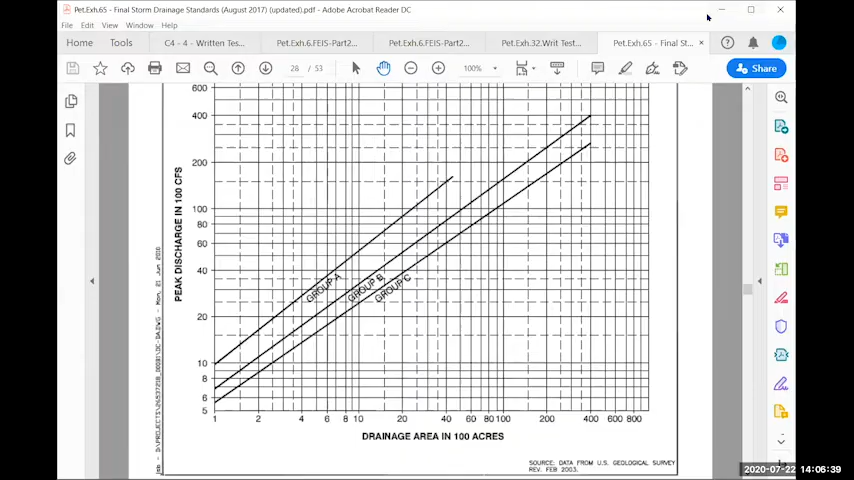 Pet.Exh.65 - Final Storm Drainage Standards (August 2017) (updated).pdf - Adobe Acrobat Reader DC
File Edit View Window Help
Home Tools C4 - 4 - Written Tes... Pet.Exh.6.FEIS-Part2... Pet.Exh.6.FEIS-Part2... Pet.Exh.32.Writ Test... Pet.Exh.65 - Final St... ×
28 / 53 100% Share
600
400
200
100
80
60
40
20
10
8
6
5
PEAK DISCHARGE IN 100 CFS
GROUP A
GROUP B
GROUP C
1 2 4 6 8 10 20 40 60 80 100 200 400 600 800
DRAINAGE AREA IN 100 ACRES
SOURCE: DATA FROM U.S. GEOLOGICAL SURVEY
REV. FEB 2003.
2020-07-22 14:06:39